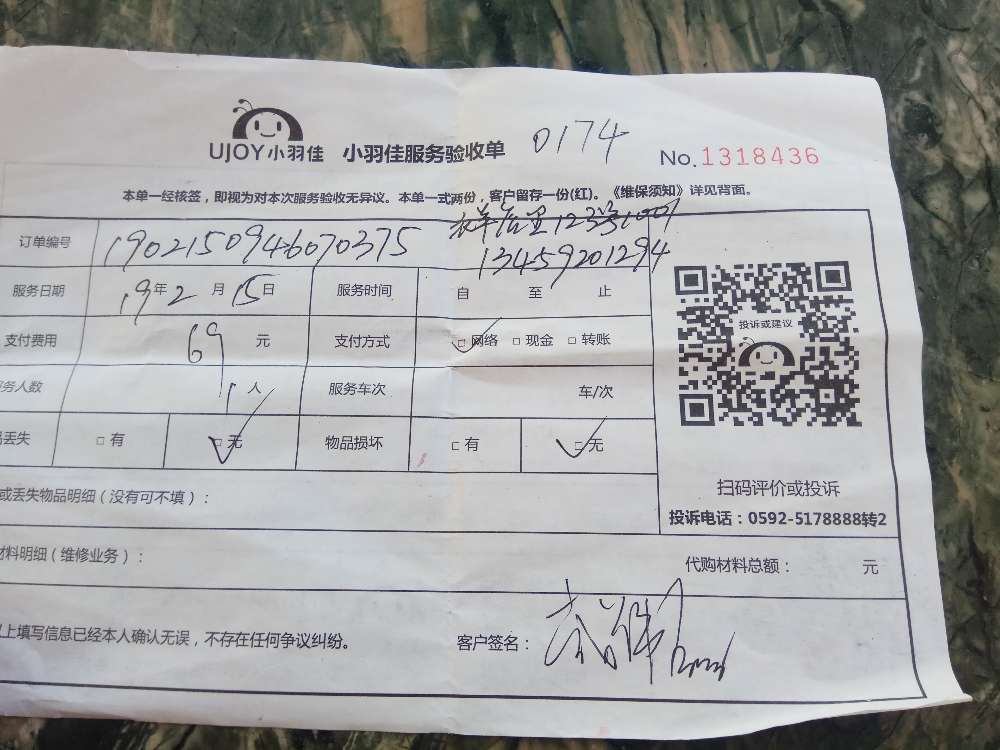 UJOY小羽佳 小羽佳服务验收单 0174 No.1318436
本单一经核签，即视为对本次服务验收无异议。本单一式两份，客户留存一份(红)。《维保须知》详见背面。
123
订单编号 1902150946070375 13459201294
服务日期 19年2月15日 服务时间 自 至 止
投诉或建议
支付费用 69 元 支付方式 □网络 □现金 □转账
务人数 1人 服务车次 车/次
丢失 □有 □无 物品损坏 □有 □无
扫码评价或投诉
或丢失物品明细（没有可不填）：
投诉电话：0592-5178888转2
材料明细（维修业务）： 代购材料总额： 元
上填写信息已经本人确认无误，不存在任何争议纠纷。 客户签名：